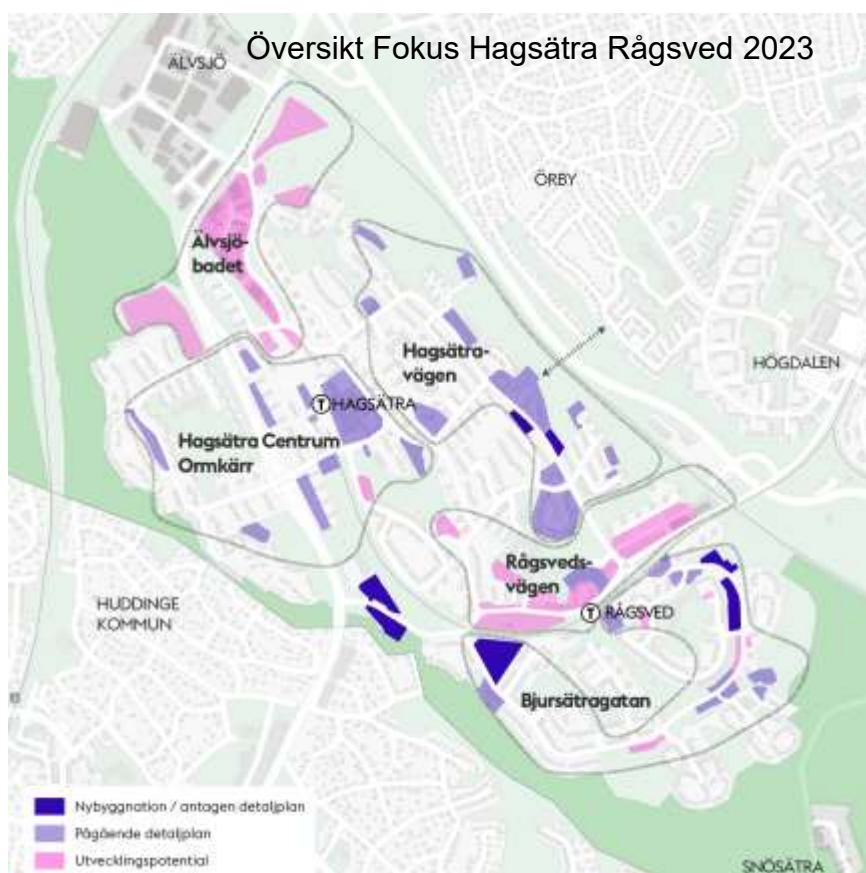 Översikt Fokus Hagsätra Rågsved 2023
ÄLVSJÖ
ÖRBY
Älvsjö-
badet
Hagsätra-
vägen
HÖGDALEN
HAGSÄTRA
Hagsätra Centrum
Ormkärr
Rågsveds-
vägen
HUDDINGE
KOMMUN
RÅGSVED
Bjursätragatan
Nybyggnation / antagen detaljplan
Pågående detaljplan
Utvecklingspotential
SNÖSÄTRA